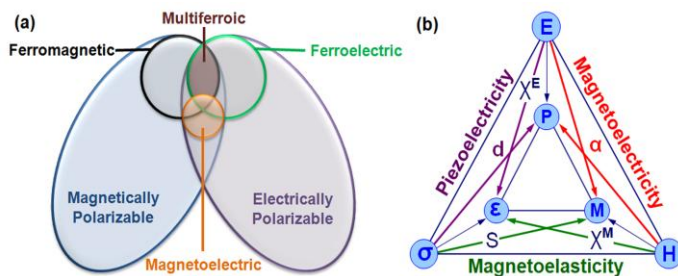 (a)
Multiferroic
Ferromagnetic
Ferroelectric
Magnetically
Polarizable
Electrically
Polarizable
Magnetoelectric
(b)
E
Piezoelectricity
Magnetoelectricity
χᴱ
P
d
α
ε
M
σ
S
χᴹ
H
Magnetoelasticity